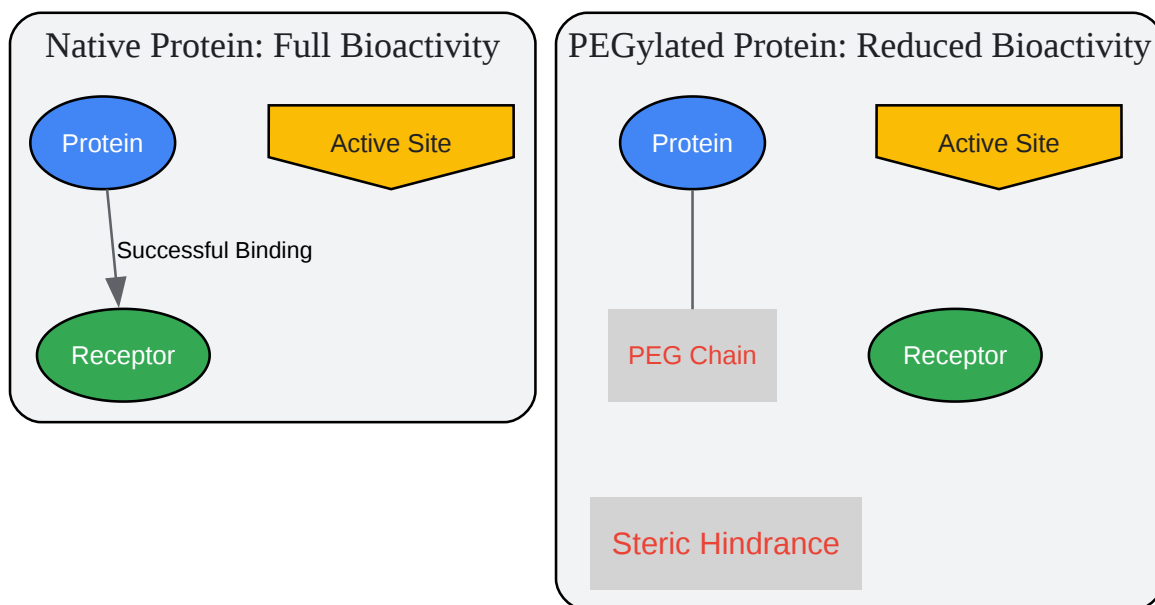 Native Protein: Full Bioactivity
Protein
Active Site
Successful Binding
Receptor
PEGylated Protein: Reduced Bioactivity
Protein
Active Site
PEG Chain
Receptor
Steric Hindrance